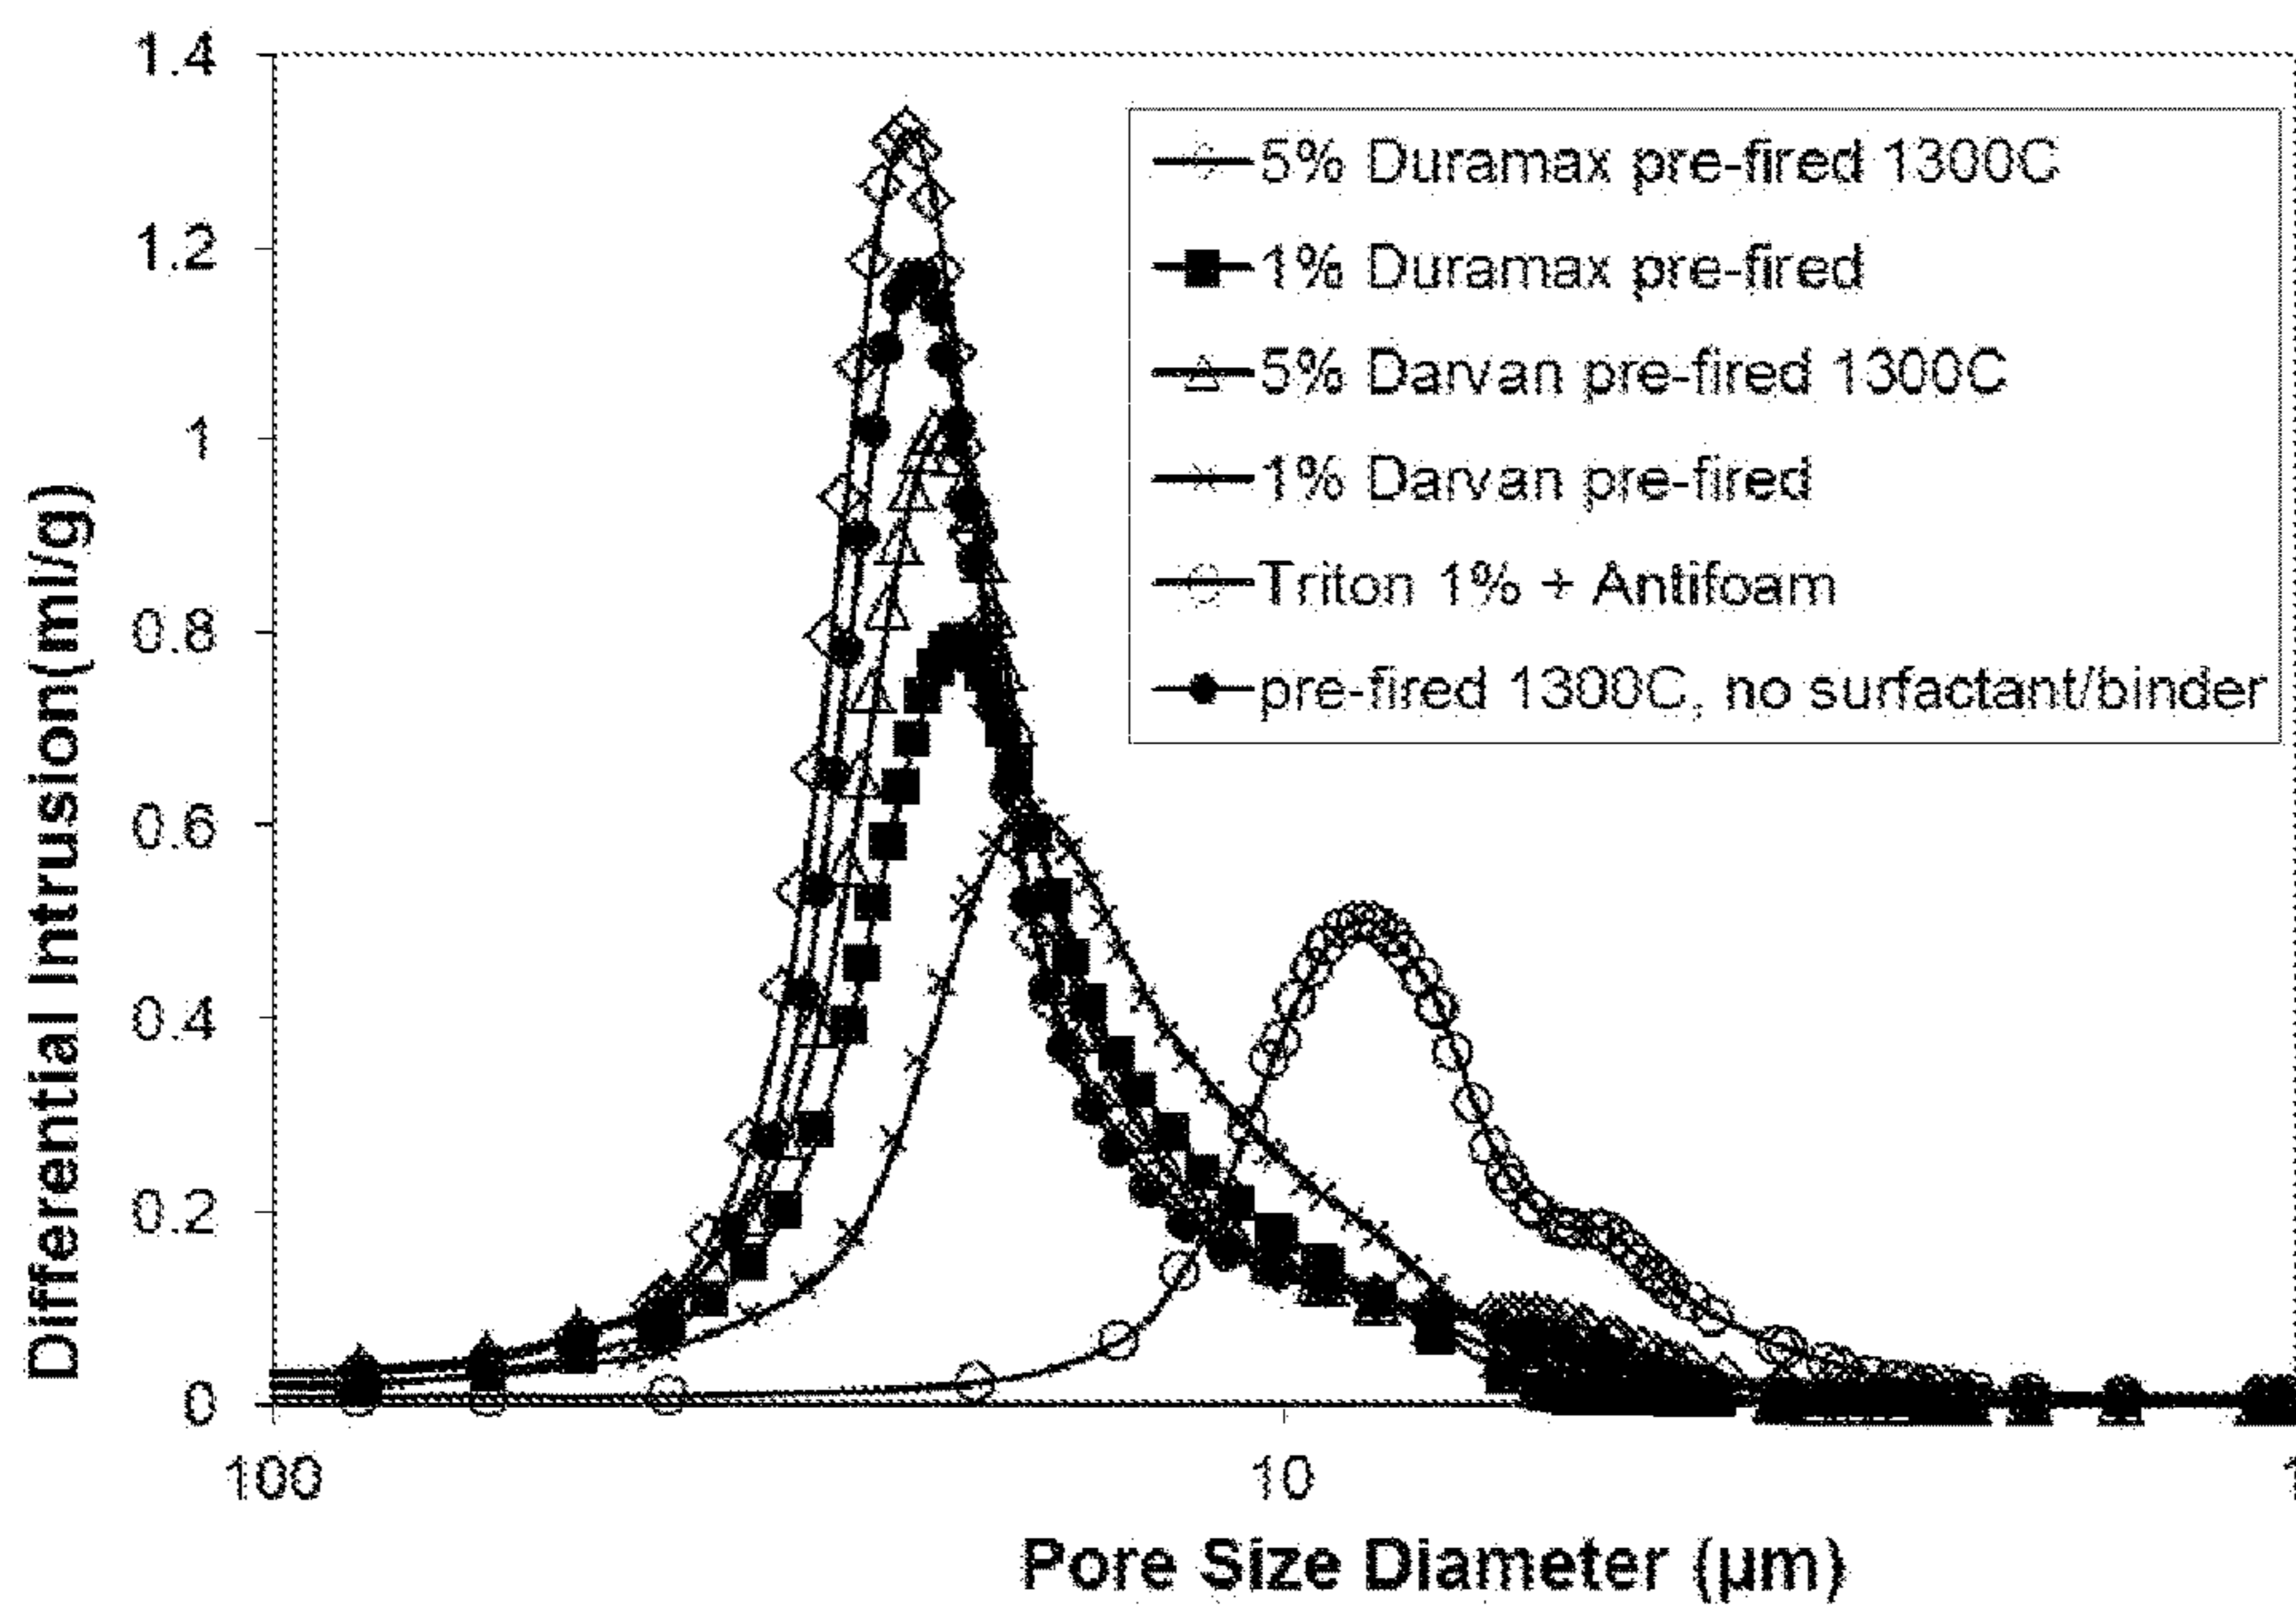 1.4
1.2
1
0.8
0.6
0.4
0.2
0
Differential Intrusion(ml/g)
5% Duramax pre-fired 1300C
1% Duramax pre-fired
5% Darvan pre-fired 1300C
1% Darvan pre-fired
Triton 1% + Antifoam
pre-fired 1300C, no surfactant/binder
100
10
1
Pore Size Diameter (µm)